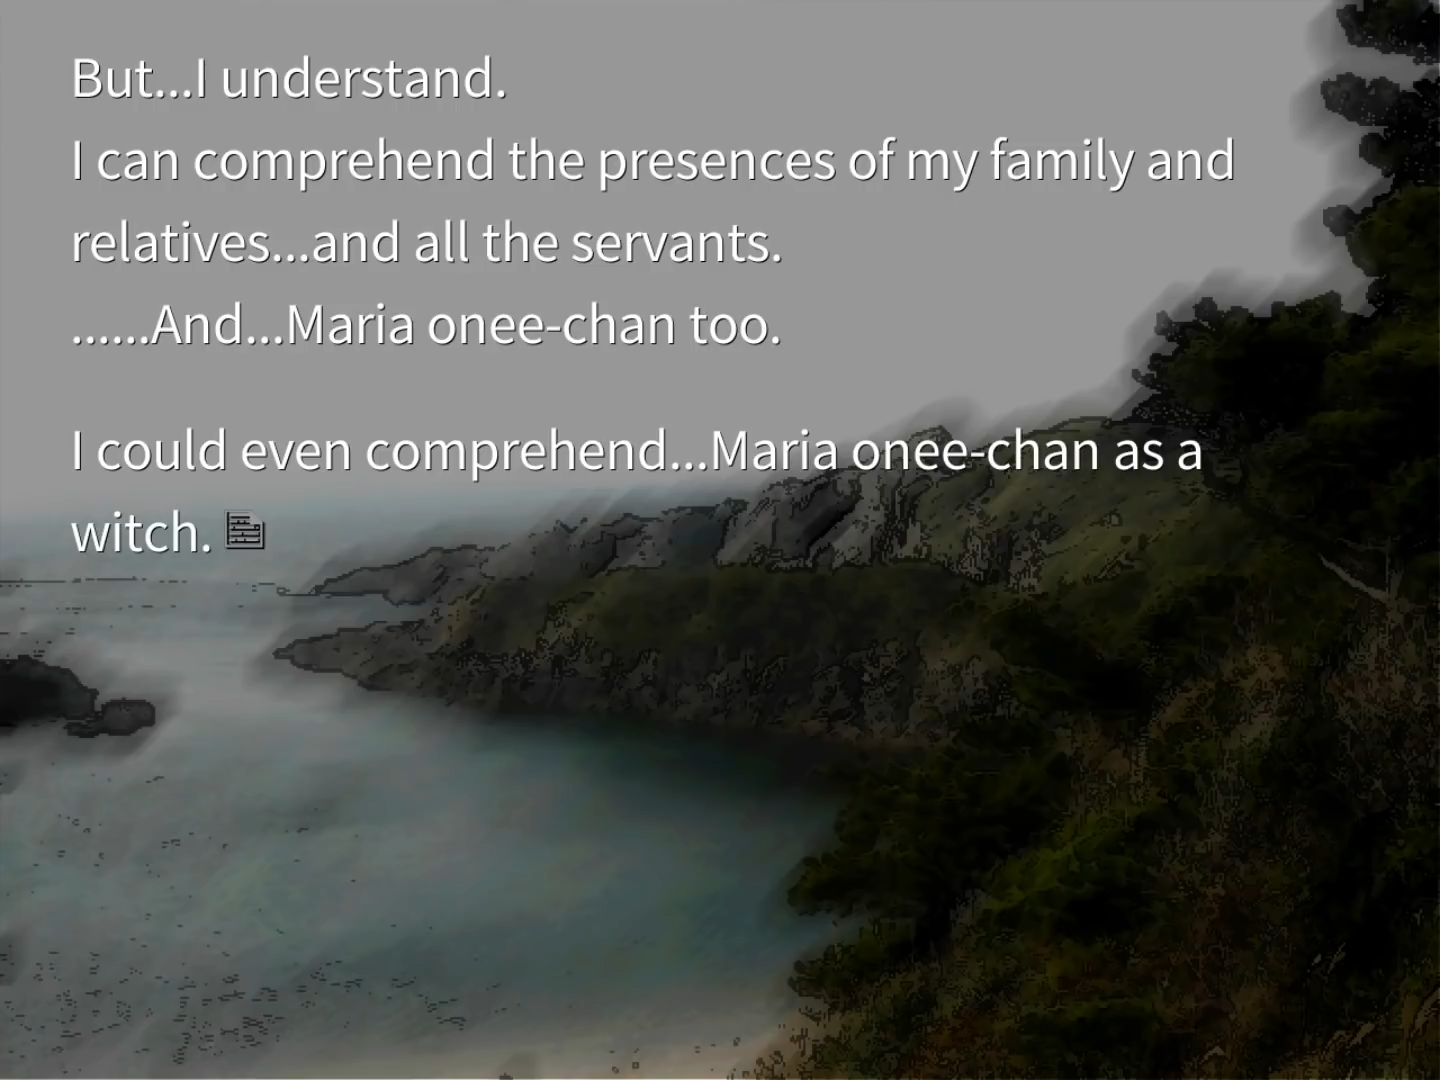 But...I understand.
I can comprehend the presences of my family and
relatives...and all the servants.
......And...Maria onee-chan too.
I could even comprehend...Maria onee-chan as a
witch.